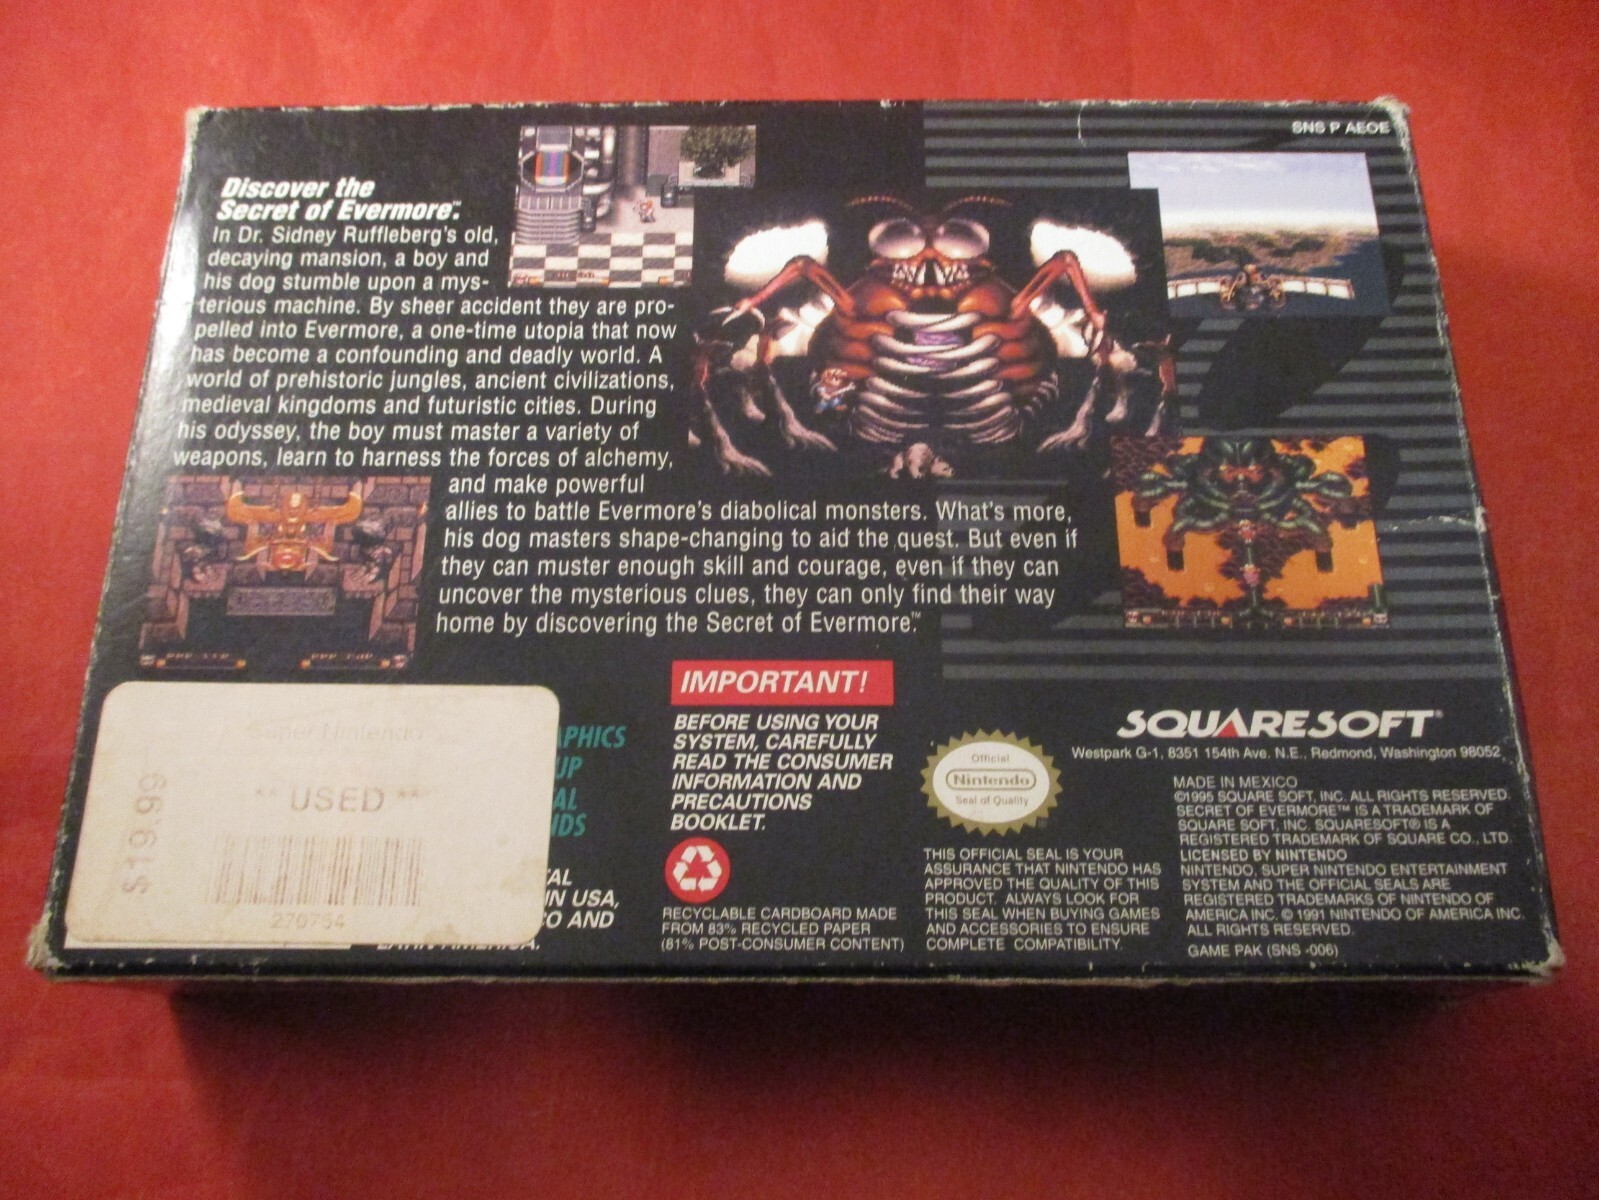 SNS P AEOE
Discover the
Secret of Evermore.™
In Dr. Sidney Ruffleberg's old,
decaying mansion, a boy and
his dog stumble upon a mys-
terious machine. By sheer accident they are pro-
pelled into Evermore, a one-time utopia that now
has become a confounding and deadly world. A
world of prehistoric jungles, ancient civilizations,
medieval kingdoms and futuristic cities. During
his odyssey, the boy must master a variety of
weapons, learn to harness the forces of alchemy,
and make powerful
allies to battle Evermore's diabolical monsters. What's more,
his dog masters shape-changing to aid the quest. But even if
they can muster enough skill and courage, even if they can
uncover the mysterious clues, they can only find their way
home by discovering the Secret of Evermore.™
Super Nintendo
** USED **
$19.99
270754
APHICS
UP
AL
NDS
TAL
IN USA,
CO AND
LATIN AMERICA.
IMPORTANT!
BEFORE USING YOUR
SYSTEM, CAREFULLY
READ THE CONSUMER
INFORMATION AND
PRECAUTIONS
BOOKLET.
RECYCLABLE CARDBOARD MADE
FROM 83% RECYCLED PAPER
(81% POST-CONSUMER CONTENT)
Official
Nintendo
Seal of Quality
THIS OFFICIAL SEAL IS YOUR
ASSURANCE THAT NINTENDO HAS
APPROVED THE QUALITY OF THIS
PRODUCT. ALWAYS LOOK FOR
THIS SEAL WHEN BUYING GAMES
AND ACCESSORIES TO ENSURE
COMPLETE COMPATIBILITY.
SQUARESOFT®
Westpark G-1, 8351 154th Ave. N.E., Redmond, Washington 98052
MADE IN MEXICO
©1995 SQUARE SOFT, INC. ALL RIGHTS RESERVED.
SECRET OF EVERMORE™ IS A TRADEMARK OF
SQUARE SOFT, INC. SQUARESOFT® IS A
REGISTERED TRADEMARK OF SQUARE CO., LTD.
LICENSED BY NINTENDO
NINTENDO, SUPER NINTENDO ENTERTAINMENT
SYSTEM AND THE OFFICIAL SEALS ARE
REGISTERED TRADEMARKS OF NINTENDO OF
AMERICA INC. © 1991 NINTENDO OF AMERICA INC.
ALL RIGHTS RESERVED.
GAME PAK (SNS -006)